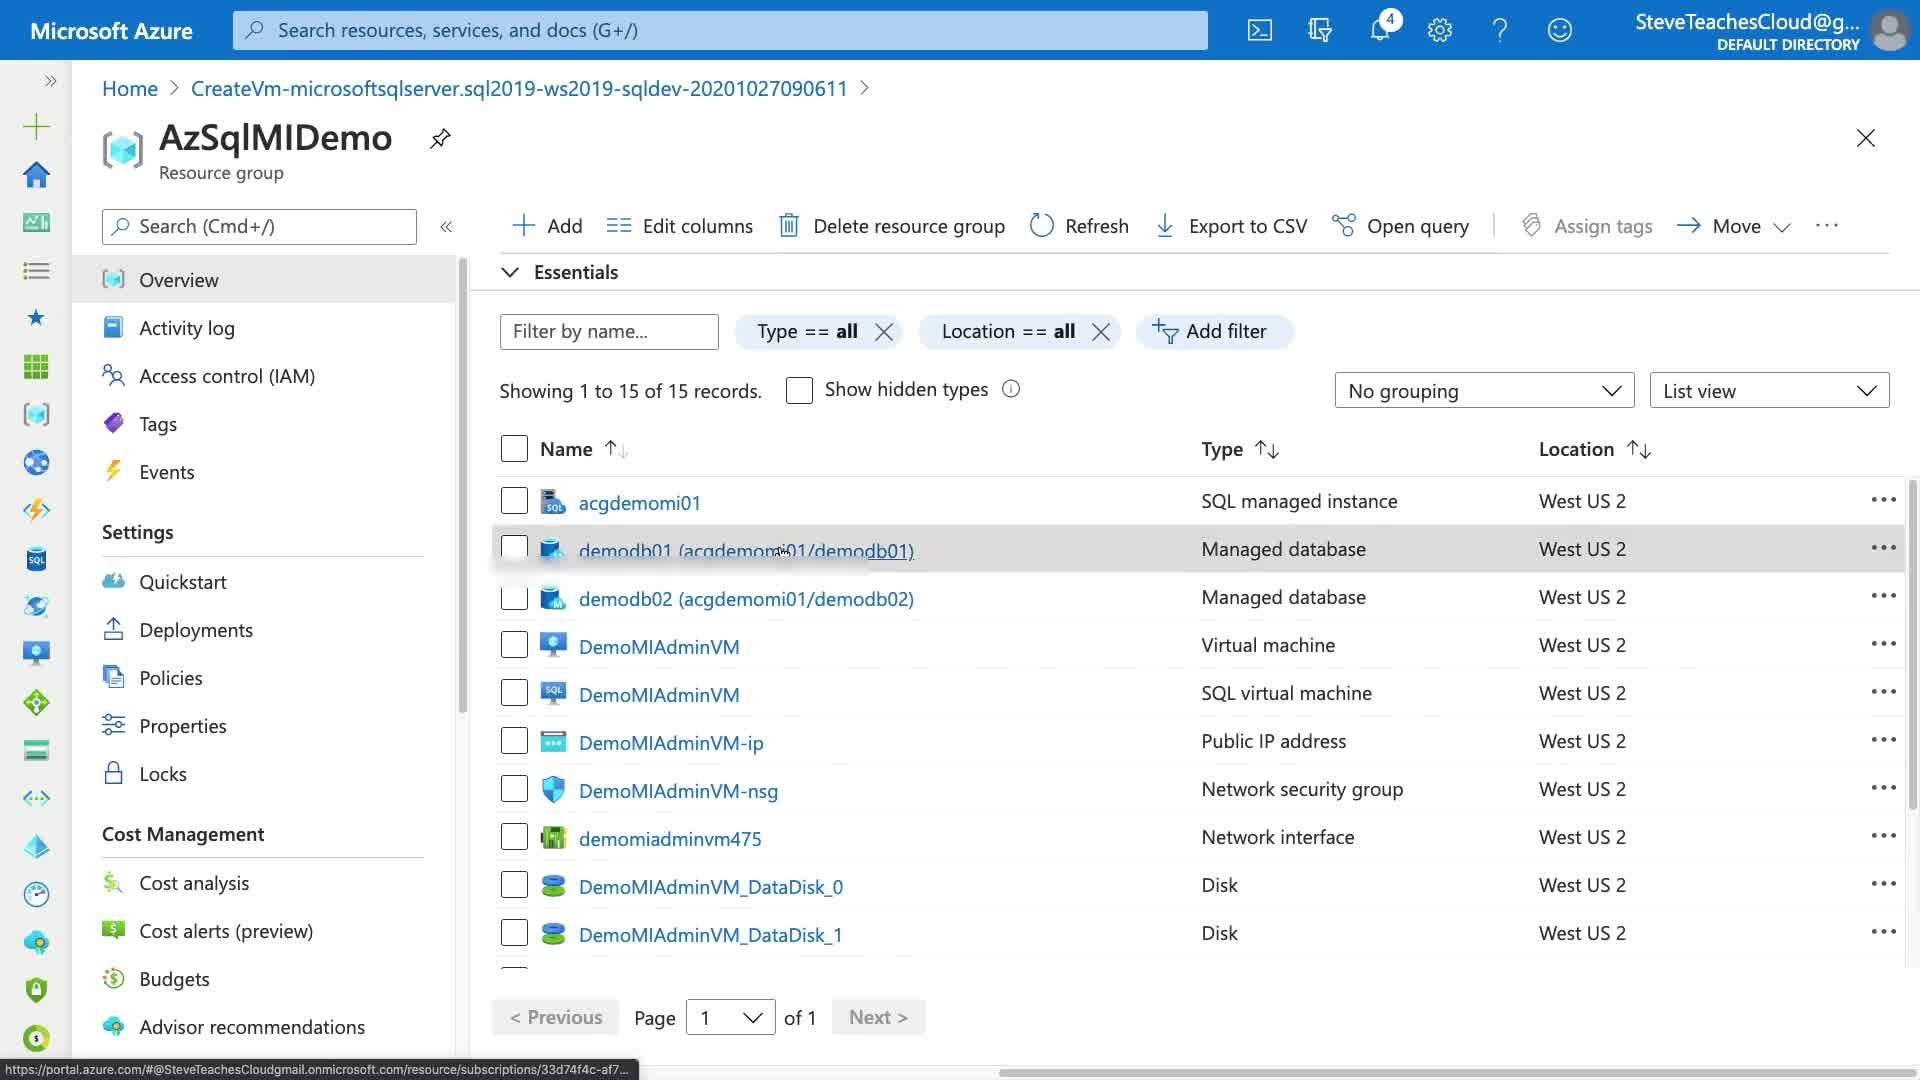 Microsoft Azure
Search resources, services, and docs (G+/)
4
SteveTeachesCloud@g...
DEFAULT DIRECTORY
Home
CreateVm-microsoftsqlserver.sql2019-ws2019-sqldev-20201027090611
AzSqlMIDemo
Resource group
Search (Cmd+/)
Add
Edit columns
Delete resource group
Refresh
Export to CSV
Open query
Assign tags
Move
Overview
Activity log
Access control (IAM)
Tags
Events
Settings
Quickstart
Deployments
Policies
Properties
Locks
Cost Management
Cost analysis
Cost alerts (preview)
Budgets
Advisor recommendations
Essentials
Filter by name...
Type == all
Location == all
Add filter
Showing 1 to 15 of 15 records.
Show hidden types
No grouping
List view
Name Type Location
acgdemomi01 SQL managed instance West US 2
demodb01 (acgdemomi01/demodb01) Managed database West US 2
demodb02 (acgdemomi01/demodb02) Managed database West US 2
DemoMIAdminVM Virtual machine West US 2
DemoMIAdminVM SQL virtual machine West US 2
DemoMIAdminVM-ip Public IP address West US 2
DemoMIAdminVM-nsg Network security group West US 2
demomiadminvm475 Network interface West US 2
DemoMIAdminVM_DataDisk_0 Disk West US 2
DemoMIAdminVM_DataDisk_1 Disk West US 2
< Previous Page 1 of 1 Next >
https://portal.azure.com/#@SteveTeachesCloudgmail.onmicrosoft.com/resource/subscriptions/33d74f4c-af7...